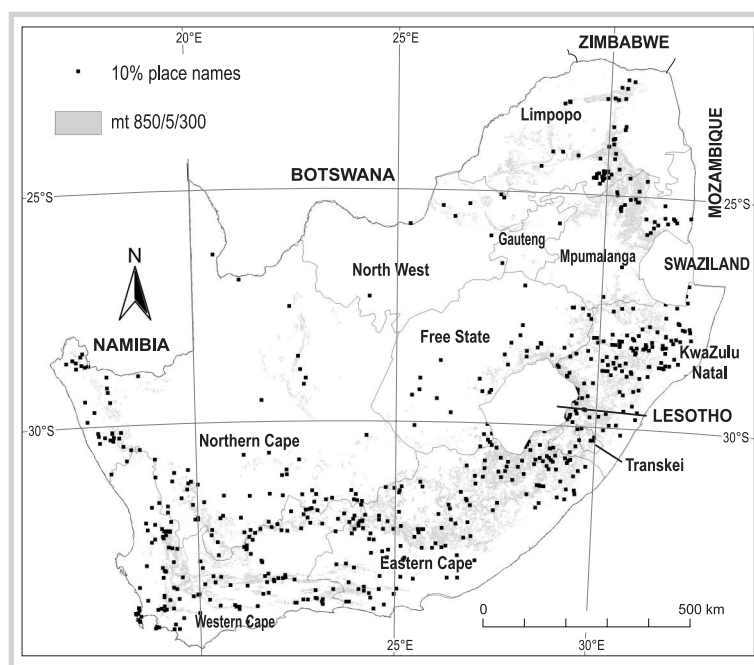 20°E
25°E
30°E
ZIMBABWE
10% place names
mt 850/5/300
Limpopo
MOZAMBIQUE
BOTSWANA
25°S
25°S
N
Gauteng
Mpumalanga
North West
SWAZILAND
NAMIBIA
Free State
KwaZulu
Natal
LESOTHO
30°S
30°S
Northern Cape
Transkei
Eastern Cape
Western Cape
0
500 km
25°E
30°E